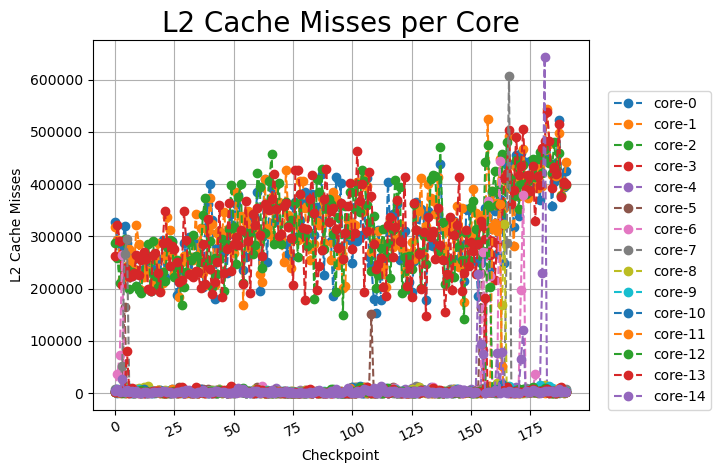 L2 Cache Misses per Core
L2 Cache Misses
600000
500000
400000
300000
200000
100000
0
0
25
50
75
100
125
150
175
Checkpoint
core-0
core-1
core-2
core-3
core-4
core-5
core-6
core-7
core-8
core-9
core-10
core-11
core-12
core-13
core-14